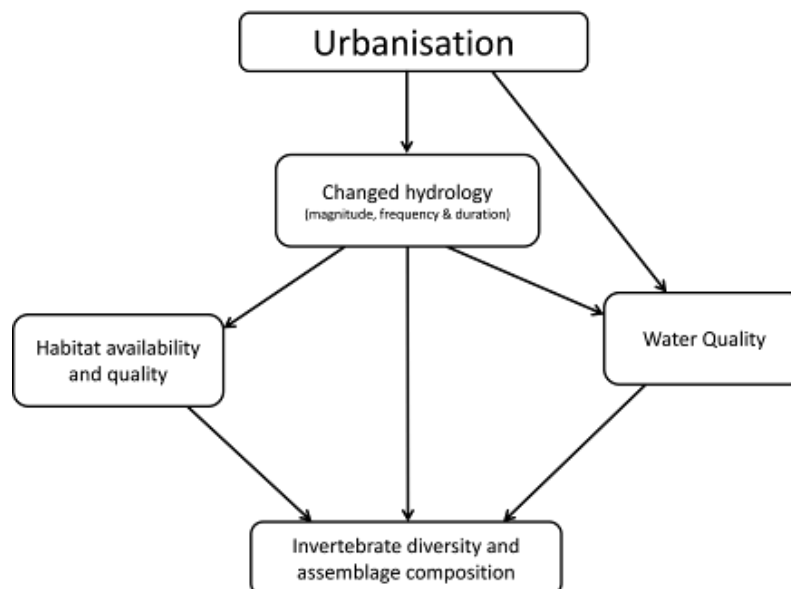 Urbanisation
Changed hydrology
(magnitude, frequency & duration)
Habitat availability
and quality
Water Quality
Invertebrate diversity and
assemblage composition